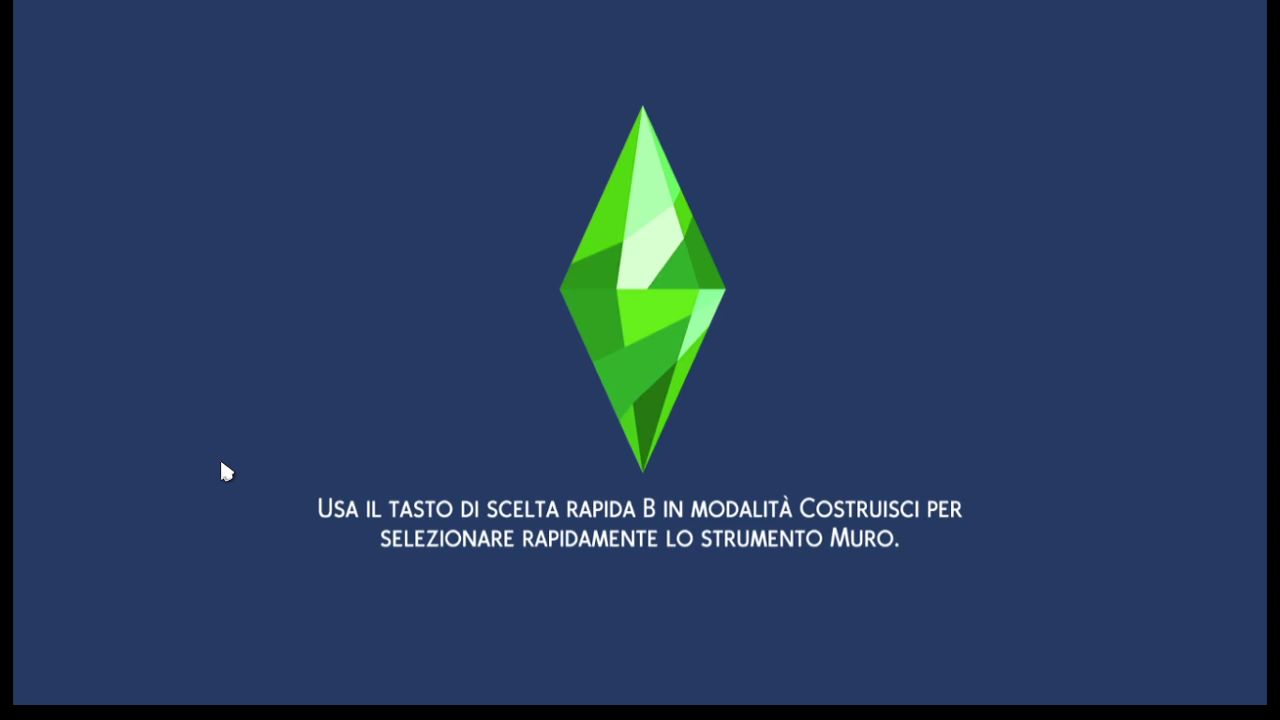 Usa il tasto di scelta rapida B in modalità Costruisci per
selezionare rapidamente lo strumento Muro.